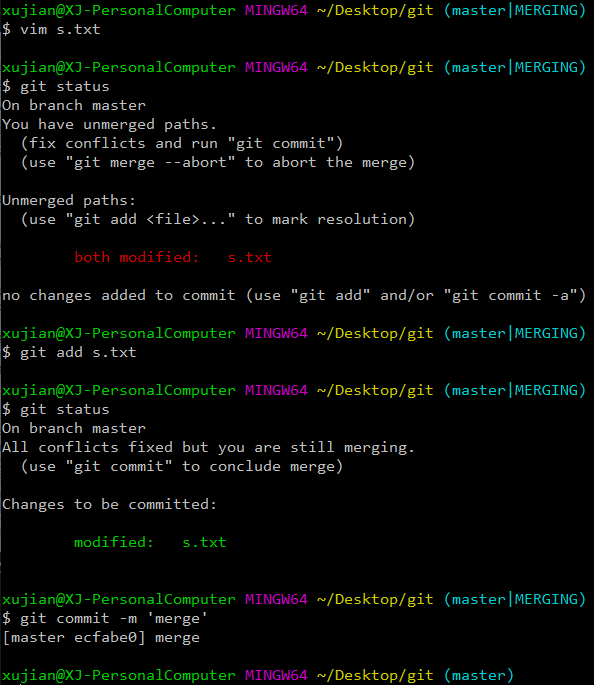 xujian@XJ-PersonalComputer MINGW64 ~/Desktop/git (master|MERGING)
$ vim s.txt
xujian@XJ-PersonalComputer MINGW64 ~/Desktop/git (master|MERGING)
$ git status
On branch master
You have unmerged paths.
  (fix conflicts and run "git commit")
  (use "git merge --abort" to abort the merge)
Unmerged paths:
  (use "git add <file>..." to mark resolution)
        both modified:   s.txt
no changes added to commit (use "git add" and/or "git commit -a")
xujian@XJ-PersonalComputer MINGW64 ~/Desktop/git (master|MERGING)
$ git add s.txt
xujian@XJ-PersonalComputer MINGW64 ~/Desktop/git (master|MERGING)
$ git status
On branch master
All conflicts fixed but you are still merging.
  (use "git commit" to conclude merge)
Changes to be committed:
        modified:   s.txt
xujian@XJ-PersonalComputer MINGW64 ~/Desktop/git (master|MERGING)
$ git commit -m 'merge'
[master ecfabe0] merge
xujian@XJ-PersonalComputer MINGW64 ~/Desktop/git (master)